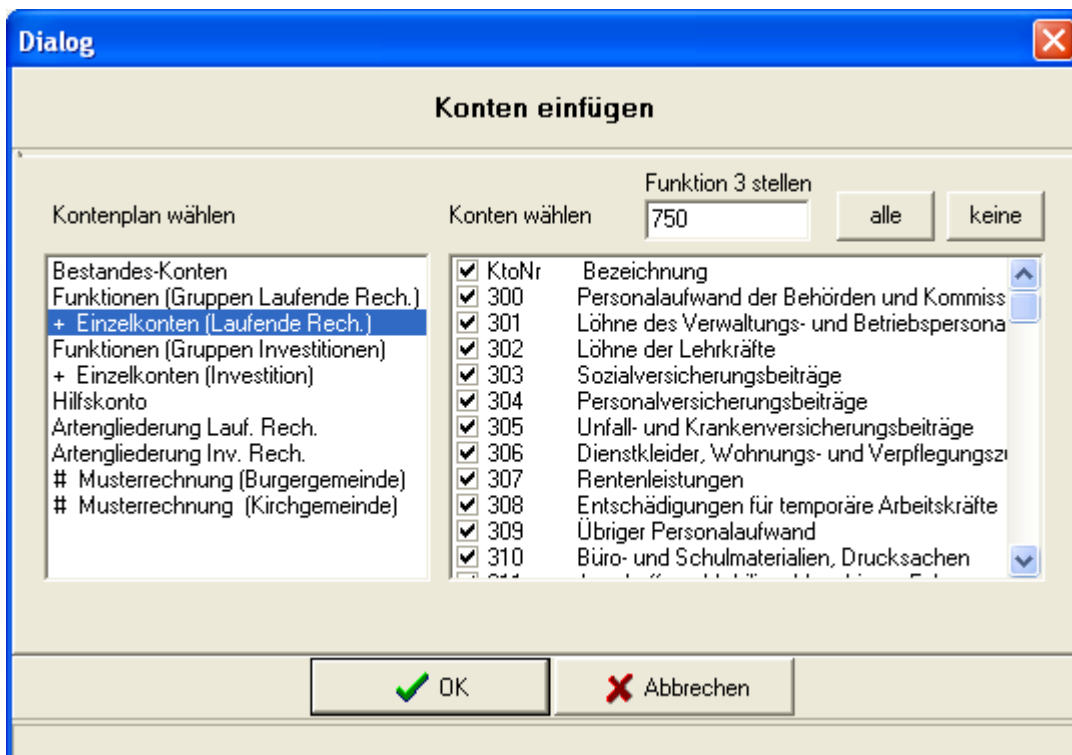 Dialog
Konten einfügen
Funktion 3 stellen
Kontenplan wählen
Konten wählen
750
alle
keine
Bestandes-Konten
Funktionen (Gruppen Laufende Rech.)
+ Einzelkonten (Laufende Rech.)
Funktionen (Gruppen Investitionen)
+ Einzelkonten (Investition)
Hilfskonto
Artengliederung Lauf. Rech.
Artengliederung Inv. Rech.
# Musterrechnung (Burgergemeinde)
# Musterrechnung (Kirchgemeinde)
KtoNr Bezeichnung
300 Personalaufwand der Behörden und Kommiss
301 Löhne des Verwaltungs- und Betriebspersona
302 Löhne der Lehrkräfte
303 Sozialversicherungsbeiträge
304 Personalversicherungsbeiträge
305 Unfall- und Krankenversicherungsbeiträge
306 Dienstkleider, Wohnungs- und Verpflegungszu
307 Rentenleistungen
308 Entschädigungen für temporäre Arbeitskräfte
309 Übriger Personalaufwand
310 Büro- und Schulmaterialien, Drucksachen
OK
Abbrechen